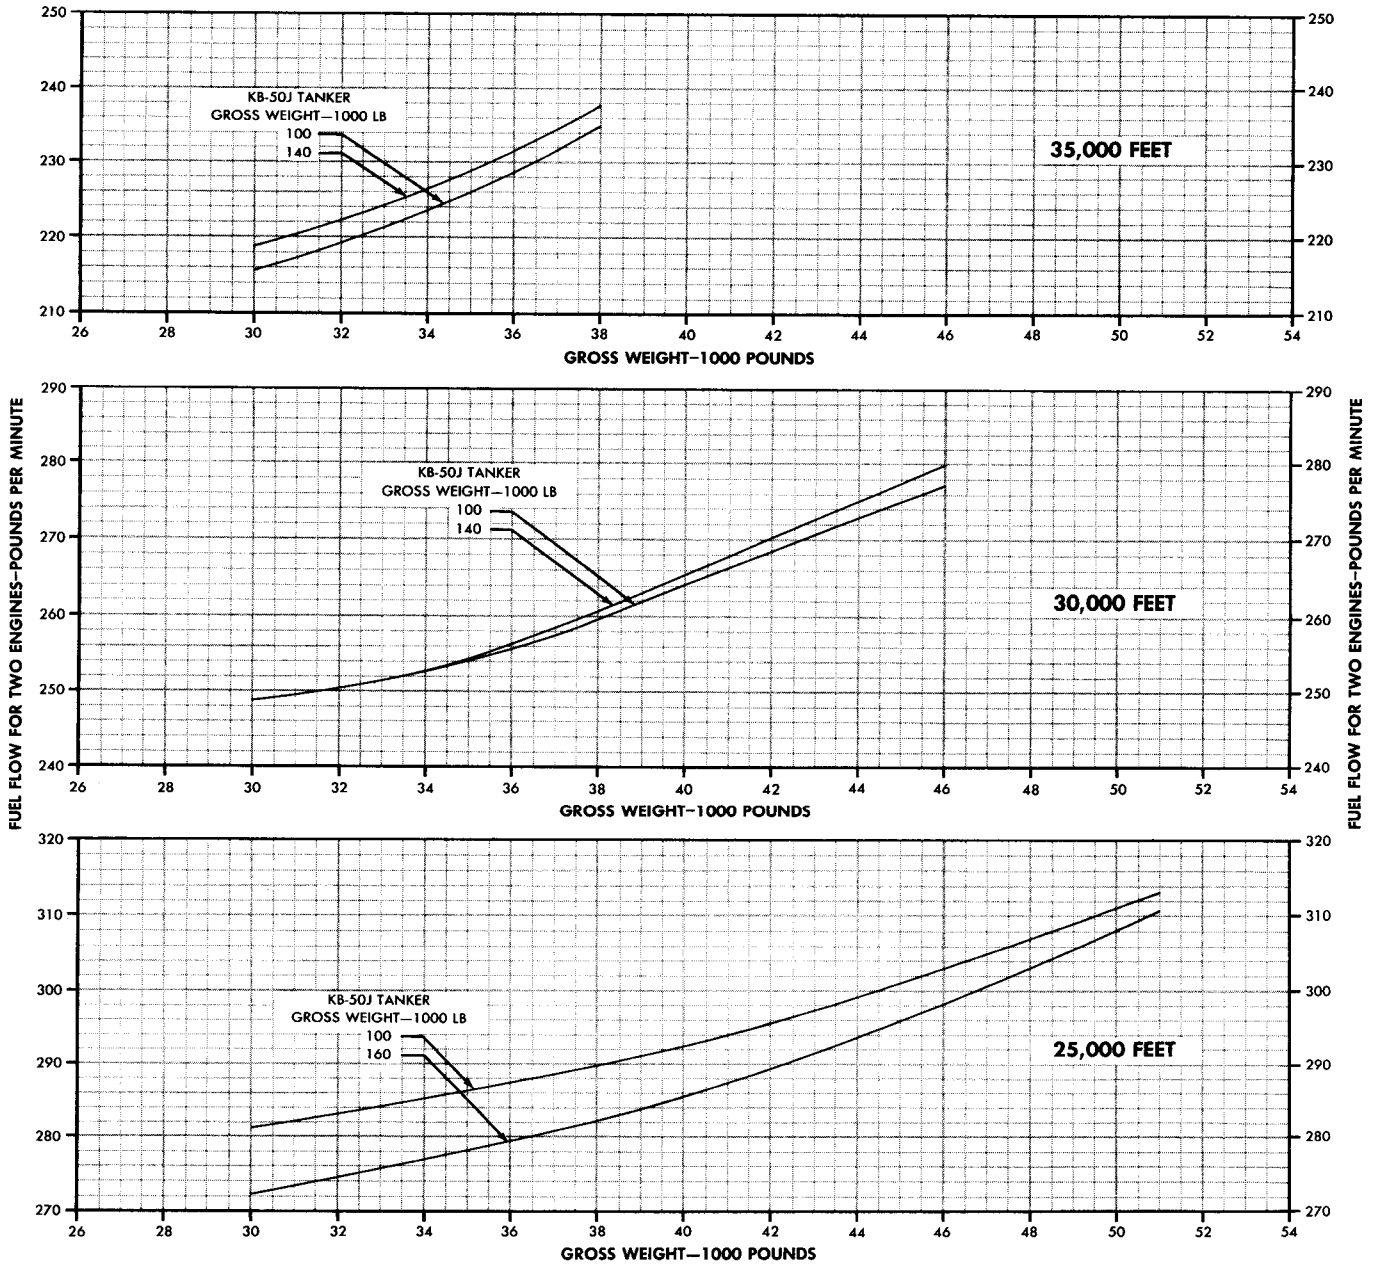 250
250
240
240
KB-50J TANKER
GROSS WEIGHT—1000 LB
100
140
35,000 FEET
230
230
220
220
210
210
26 28 30 32 34 36 38 40 42 44 46 48 50 52 54
GROSS WEIGHT—1000 POUNDS
FUEL FLOW FOR TWO ENGINES—POUNDS PER MINUTE
FUEL FLOW FOR TWO ENGINES—POUNDS PER MINUTE
290
290
280
280
KB-50J TANKER
GROSS WEIGHT—1000 LB
100
140
270
270
30,000 FEET
260
260
250
250
240
240
26 28 30 32 34 36 38 40 42 44 46 48 50 52 54
GROSS WEIGHT—1000 POUNDS
320
320
310
310
300
300
KB-50J TANKER
GROSS WEIGHT—1000 LB
100
160
25,000 FEET
290
290
280
280
270
270
26 28 30 32 34 36 38 40 42 44 46 48 50 52 54
GROSS WEIGHT—1000 POUNDS